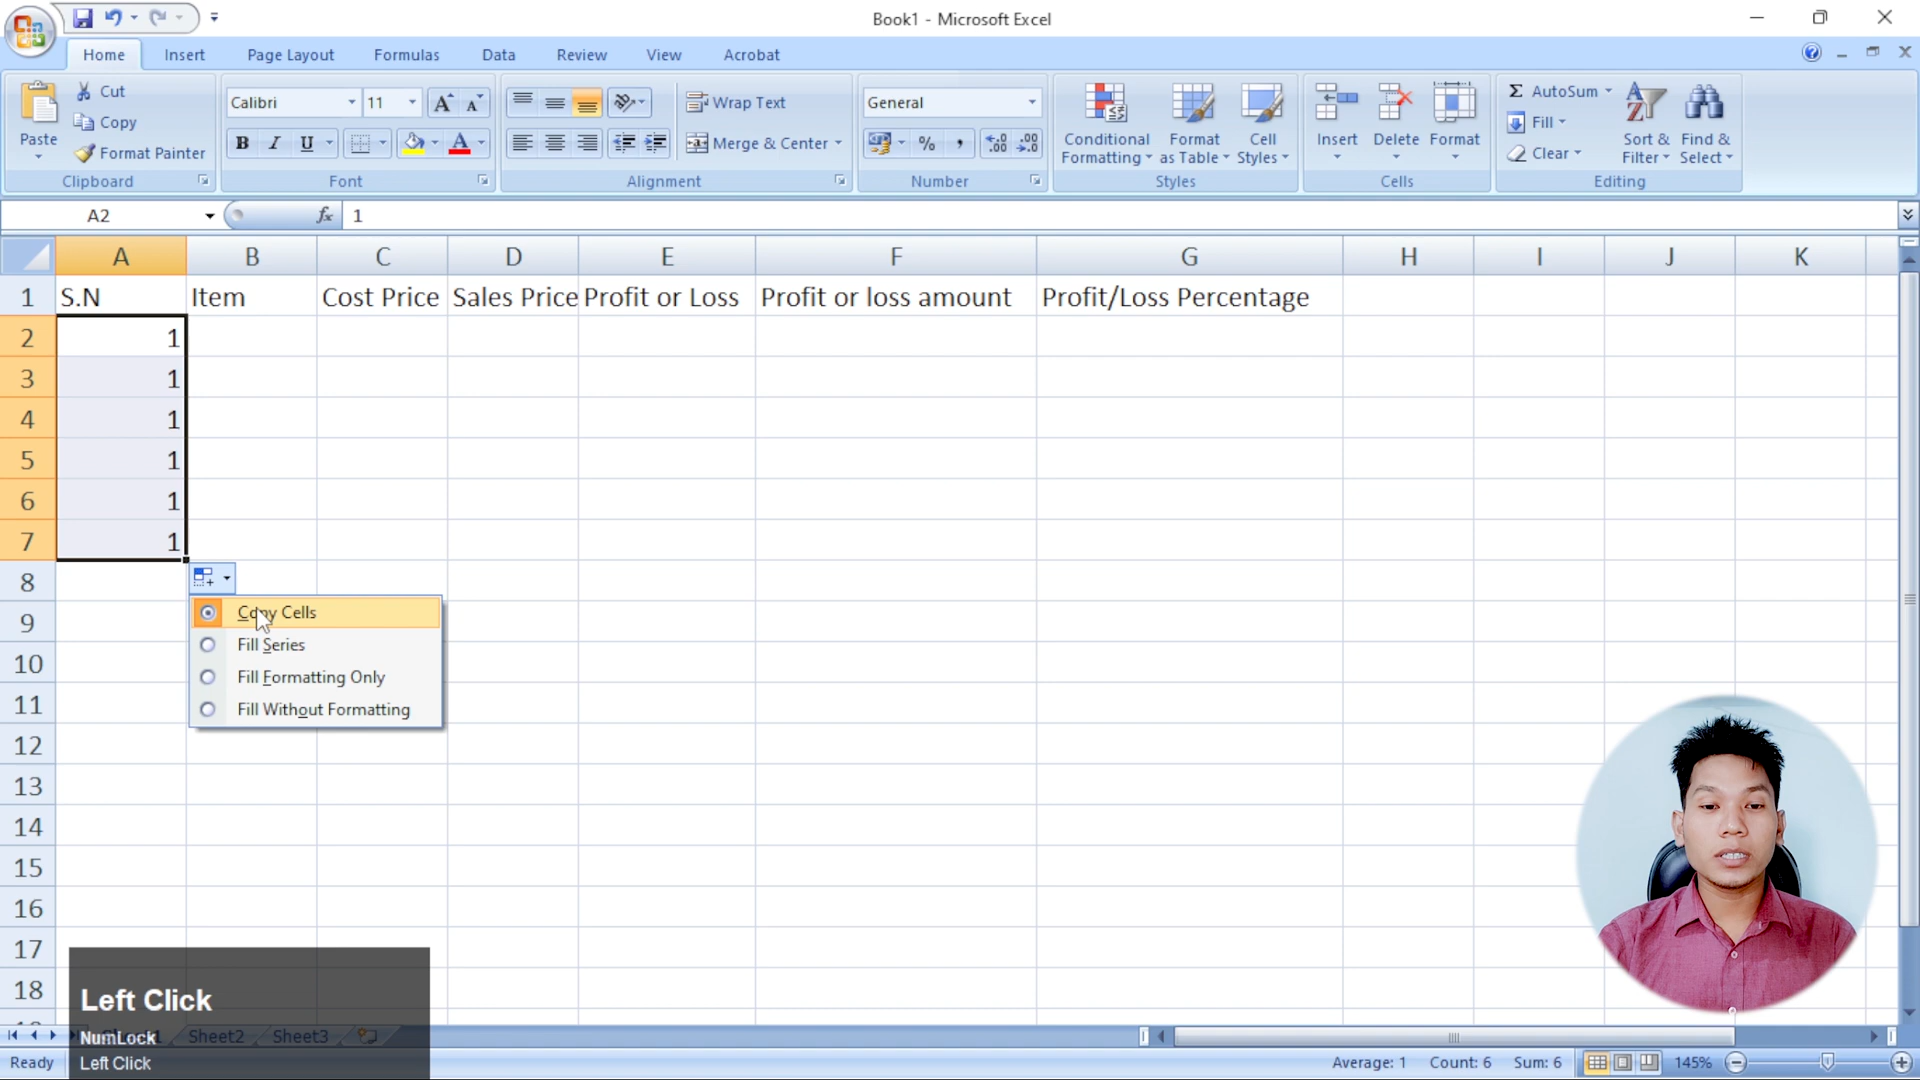 Book1 - Microsoft Excel
Home Insert Page Layout Formulas Data Review View Acrobat
Paste
Cut
Copy
Format Painter
Clipboard
Calibri 11
B I U
Font
Wrap Text
Merge & Center
Alignment
General
% ,
Number
Conditional Formatting
Format as Table
Cell Styles
Styles
Insert Delete Format
Cells
Σ AutoSum
Fill
Clear
Sort & Filter
Find & Select
Editing
A2 fx 1
A B C D E F G H I J K
1 S.N Item Cost Price Sales Price Profit or Loss Profit or loss amount Profit/Loss Percentage
2 1
3 1
4 1
5 1
6 1
7 1
8
Copy Cells
9
Fill Series
10
Fill Formatting Only
11
Fill Without Formatting
12
13
14
15
16
17
18
Left Click
NumLock
Left Click
Sheet2 Sheet3
Ready Average: 1 Count: 6 Sum: 6 145%